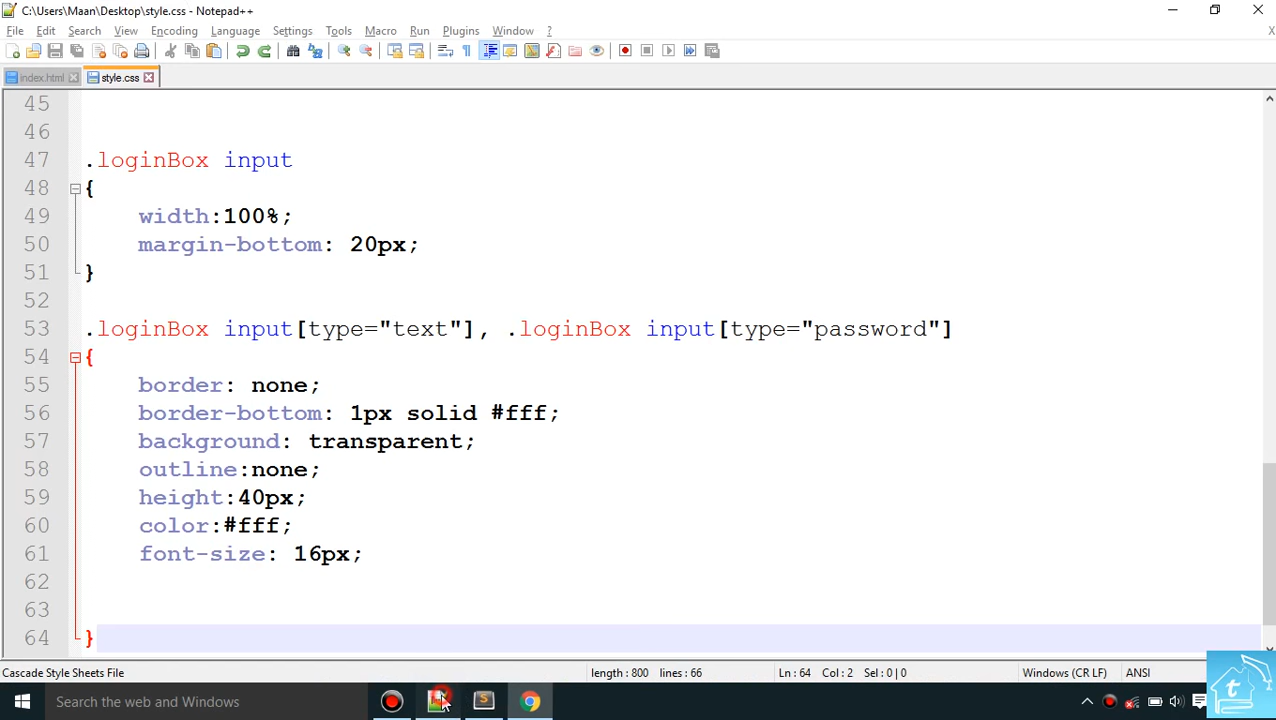 C:\Users\Maan\Desktop\style.css - Notepad++
File Edit Search View Encoding Language Settings Tools Macro Run Plugins Window ? X
index.html style.css
45
46
47 .loginBox input
48 {
49 width:100%;
50 margin-bottom: 20px;
51 }
52
53 .loginBox input[type="text"], .loginBox input[type="password"]
54 {
55 border: none;
56 border-bottom: 1px solid #fff;
57 background: transparent;
58 outline:none;
59 height:40px;
60 color:#fff;
61 font-size: 16px;
62
63
64 }
Cascade Style Sheets File length : 800 lines : 66 Ln : 64 Col : 2 Sel : 0 | 0 Windows (CR LF) ANSI
Search the web and Windows